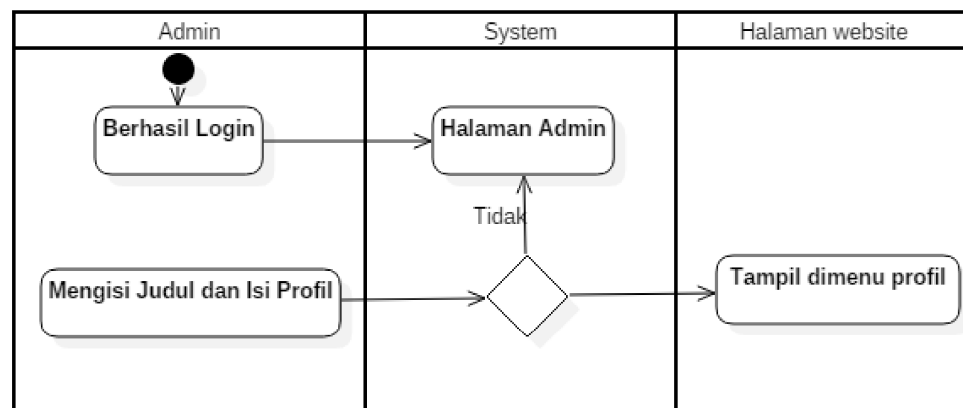 Admin
System
Halaman website
Berhasil Login
Halaman Admin
Tidak
Mengisi Judul dan Isi Profil
Tampil dimenu profil